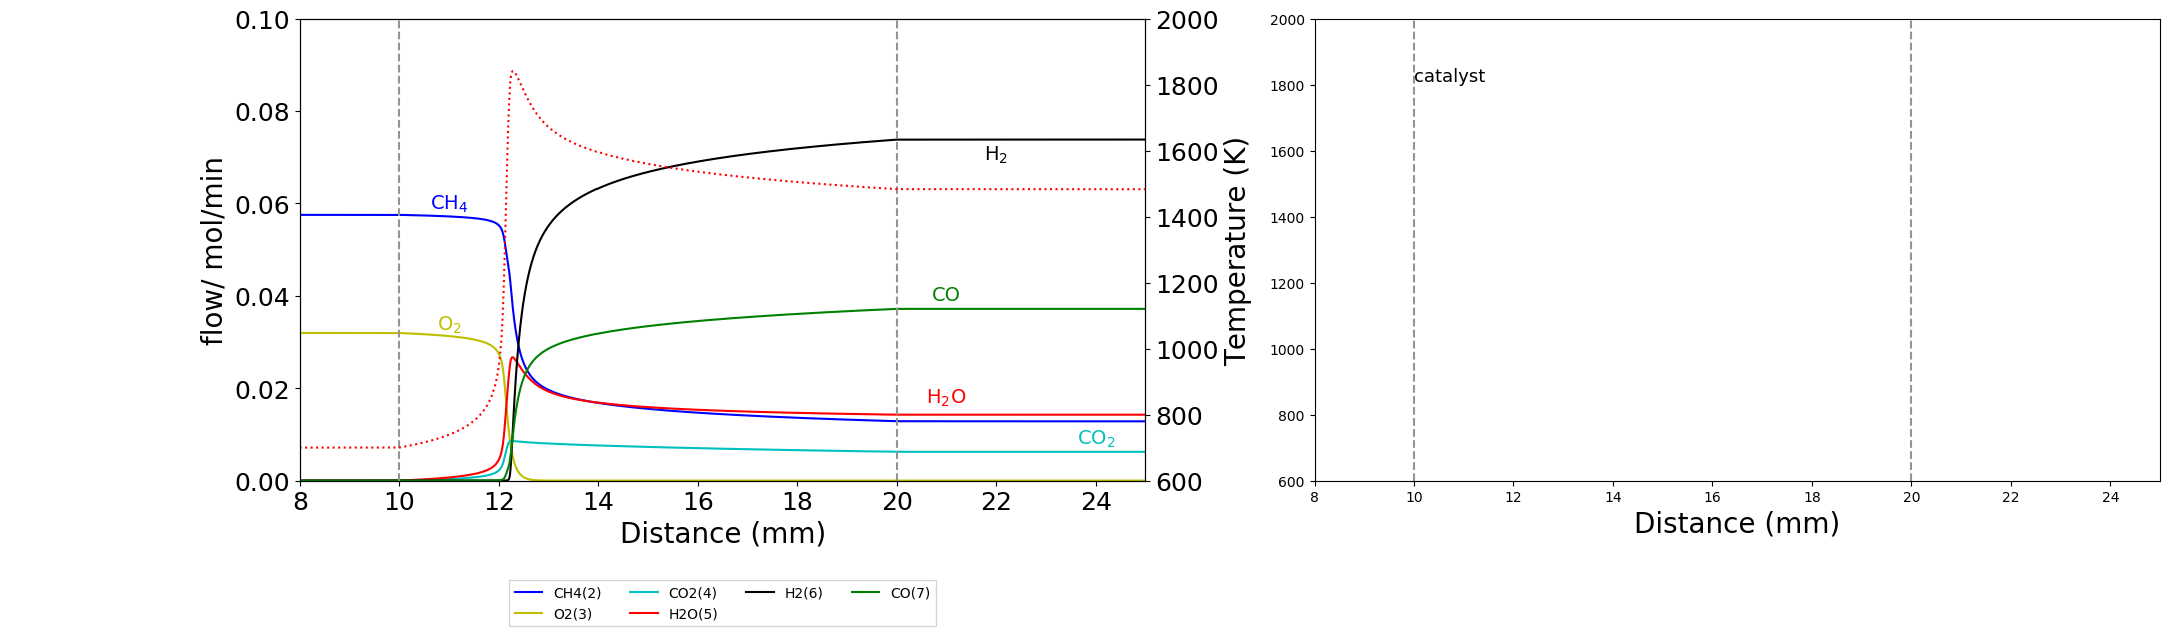 0.10
0.08
0.06
0.04
0.02
0.00
flow/ mol/min
8 10 12 14 16 18 20 22 24
Distance (mm)
2000
1800
1600
1400
1200
1000
800
600
Temperature (K)
CH₄
O₂
H₂
CO
H₂O
CO₂
CH4(2) CO2(4) H2(6) CO(7)
O2(3) H2O(5)
2000
1800
1600
1400
1200
1000
800
600
catalyst
8 10 12 14 16 18 20 22 24
Distance (mm)